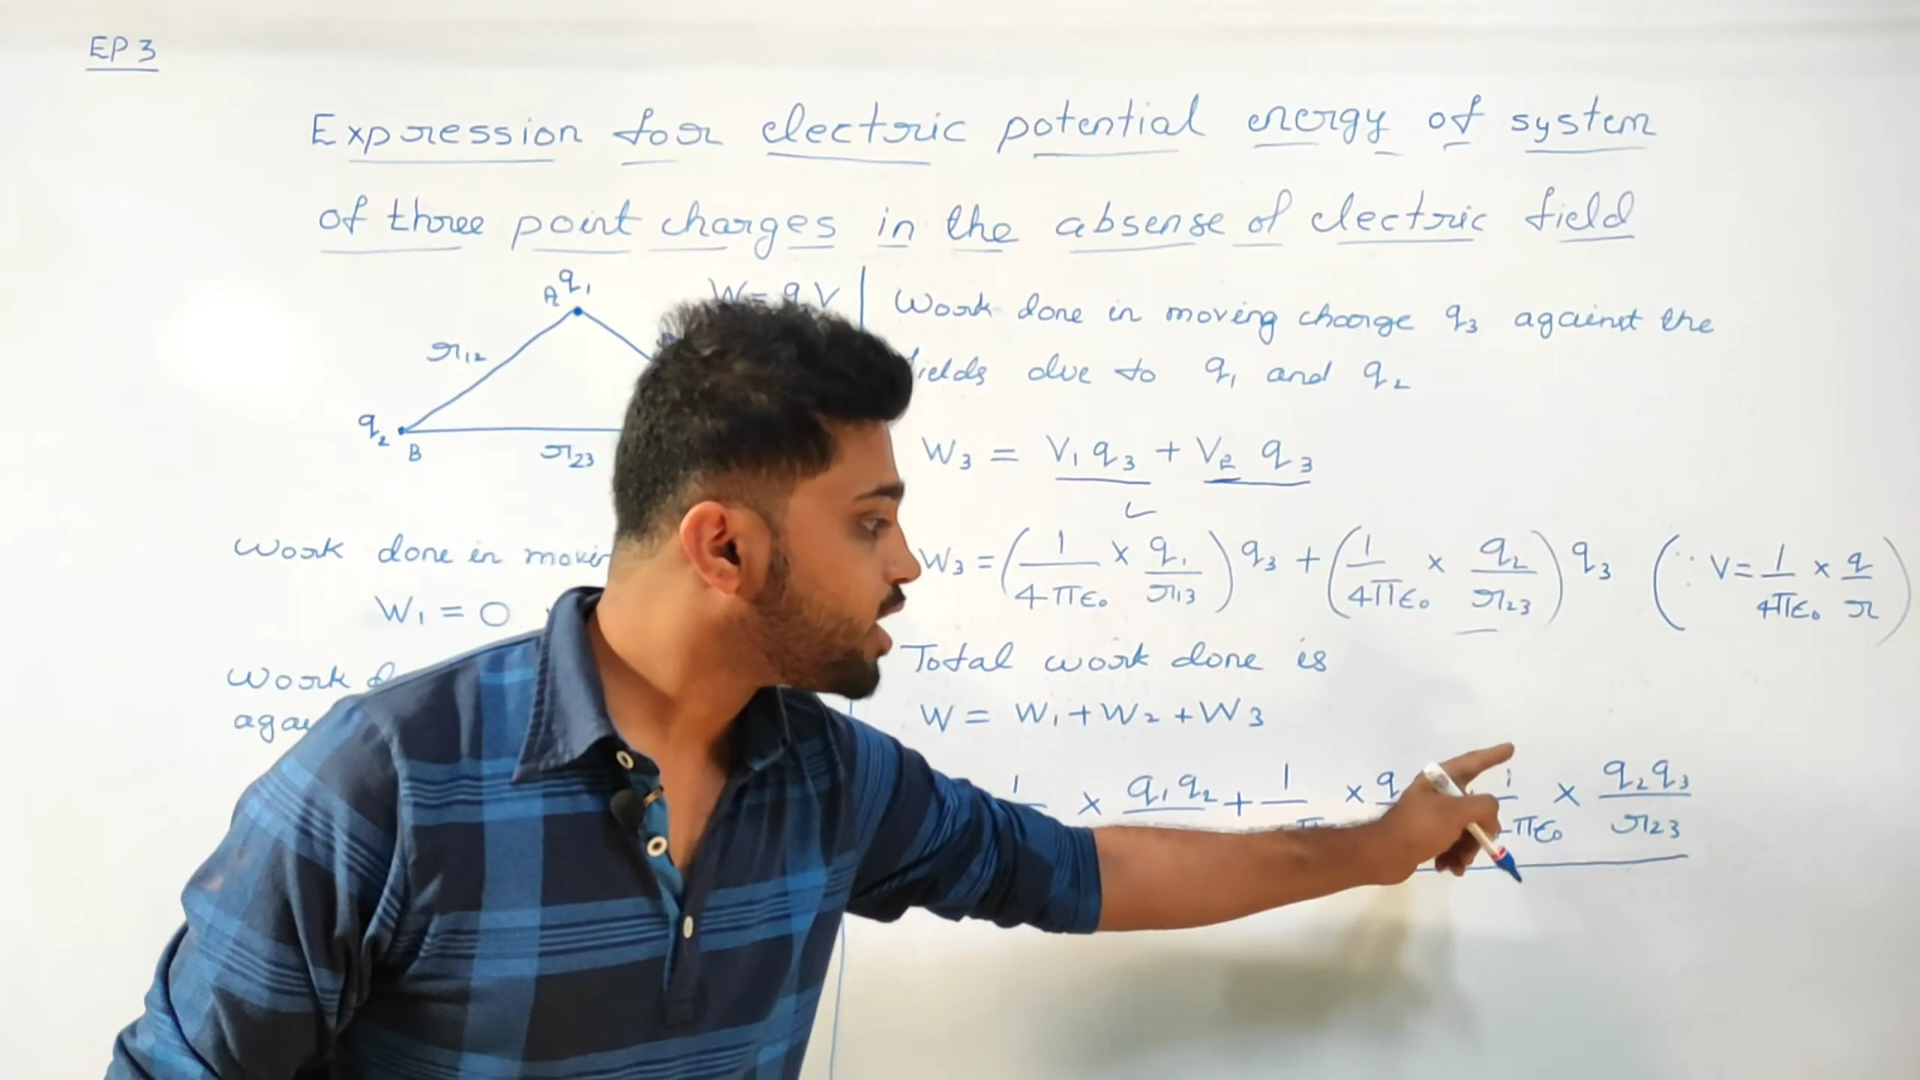 EP 3
Expression for electric potential energy of system
of three point charges in the absense of electric field
A q₁
r₁₂
q₂ B
r₂₃
W = qV
Work done in
W₁ = 0
Work
Work done in moving charge q₃ against the
due to q₁ and q₂
W₃ = V₁ q₃ + V₂ q₃
W₃ = (1/4πε₀ × q₁/r₁₃) q₃ + (1/4πε₀ × q₂/r₂₃) q₃ (∵ V = 1/4πε₀ × q/r)
Total work done is
W = W₁ + W₂ + W₃
× q₁q₂ + 1 × q × q₂q₃/r₂₃